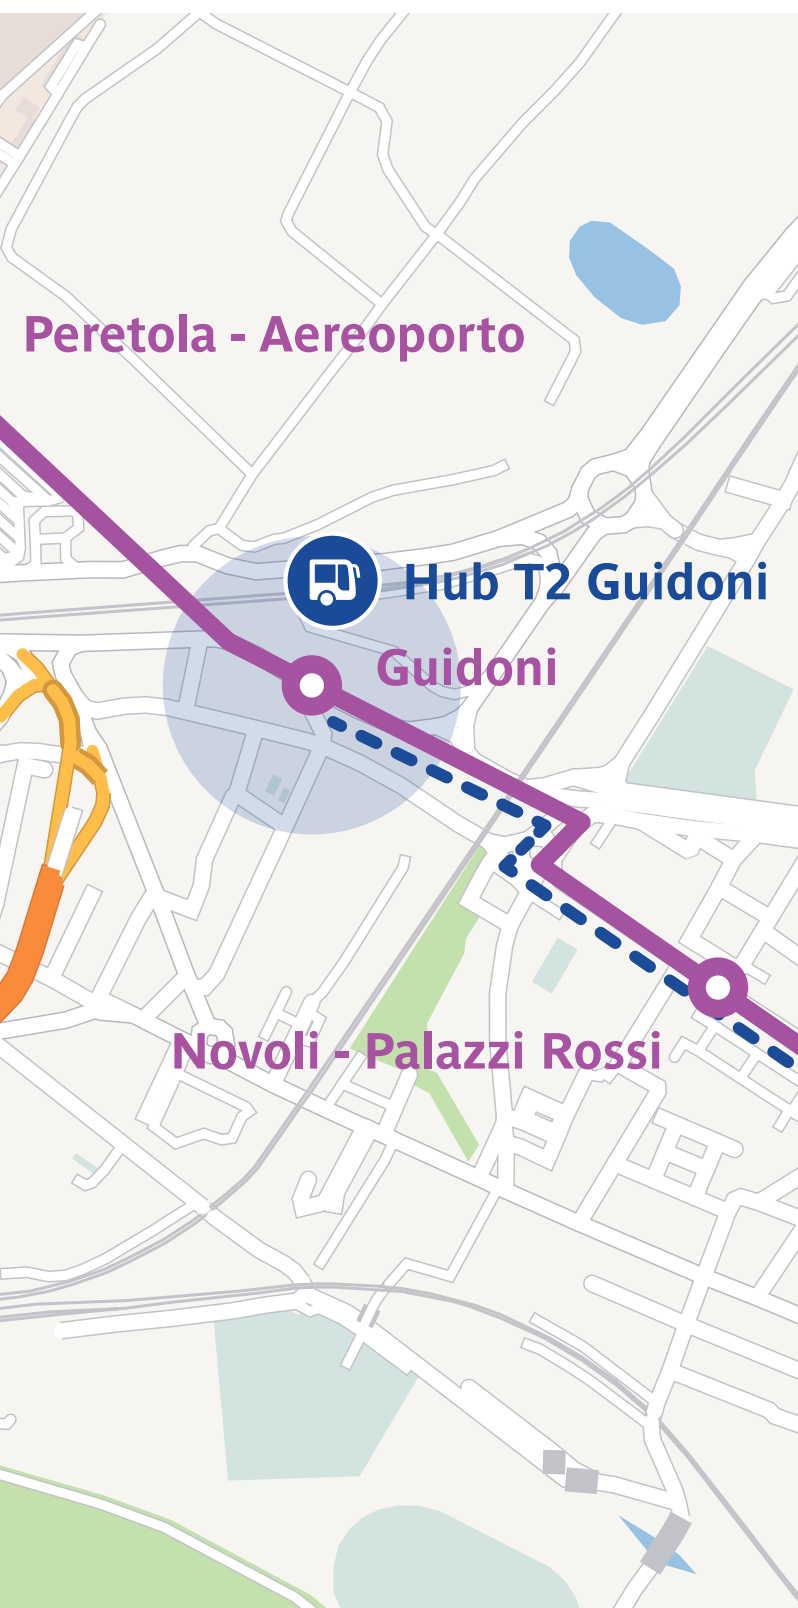 Peretola - Aereoporto
Hub T2 Guidoni
Guidoni
Novoli - Palazzi Rossi